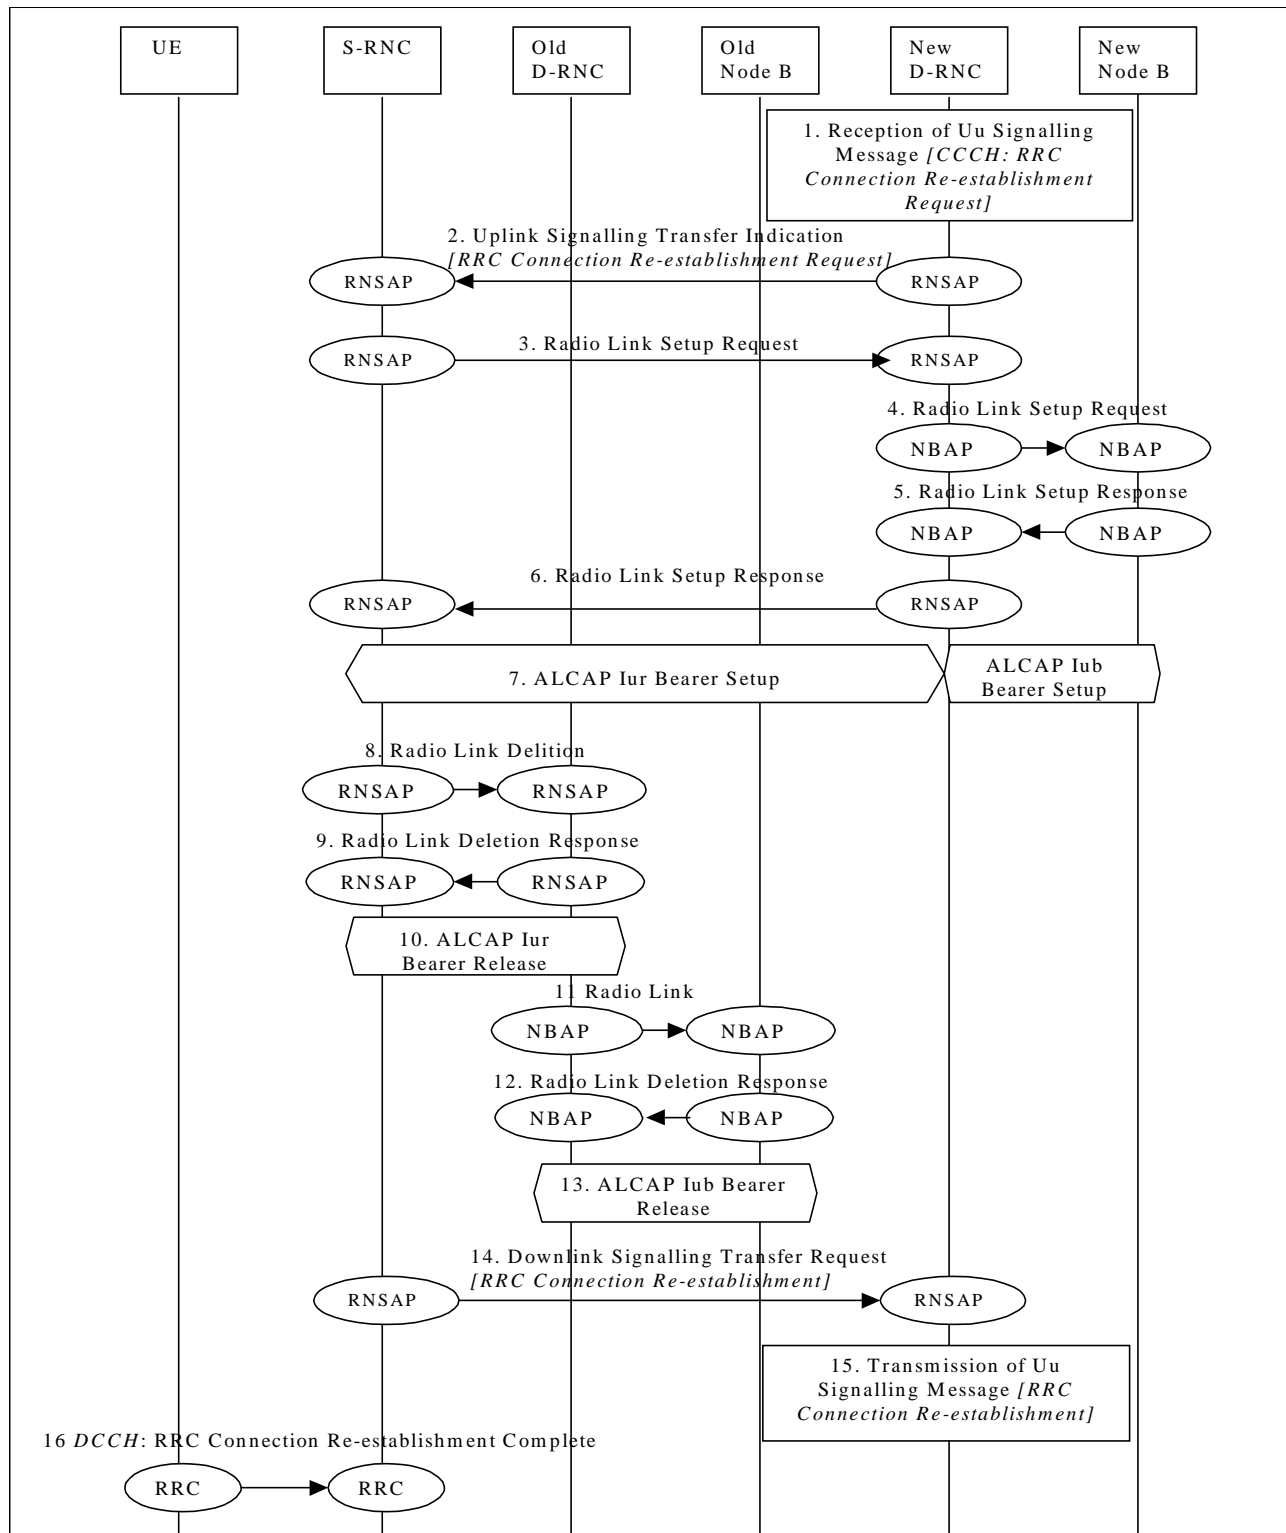 UE
S-RNC
Old
D-RNC
Old
Node B
New
D-RNC
New
Node B
1. Reception of Uu Signalling
Message [CCCH: RRC
Connection Re-establishment
Request]
2. Uplink Signalling Transfer Indication
[RRC Connection Re-establishment Request]
RNSAP
RNSAP
3. Radio Link Setup Request
RNSAP
RNSAP
4. Radio Link Setup Request
NBAP
NBAP
5. Radio Link Setup Response
NBAP
NBAP
6. Radio Link Setup Response
RNSAP
RNSAP
7. ALCAP Iur Bearer Setup
ALCAP Iub
Bearer Setup
8. Radio Link Delition
RNSAP
RNSAP
9. Radio Link Deletion Response
RNSAP
RNSAP
10. ALCAP Iur
Bearer Release
11 Radio Link
NBAP
NBAP
12. Radio Link Deletion Response
NBAP
NBAP
13. ALCAP Iub Bearer
Release
14. Downlink Signalling Transfer Request
[RRC Connection Re-establishment]
RNSAP
RNSAP
15. Transmission of Uu
Signalling Message [RRC
Connection Re-establishment]
16 DCCH: RRC Connection Re-establishment Complete
RRC
RRC